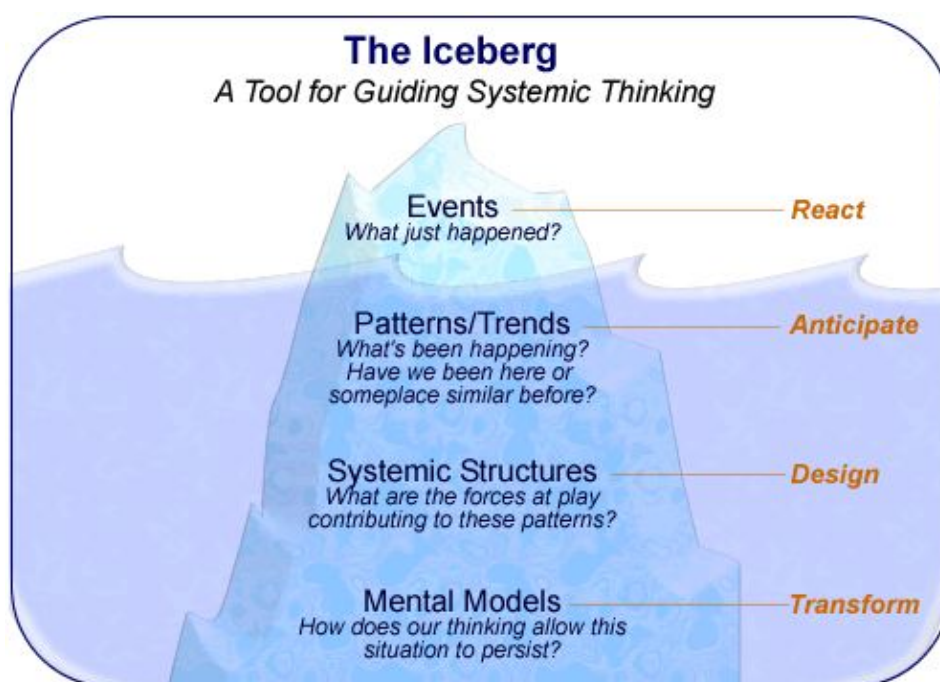 The Iceberg
A Tool for Guiding Systemic Thinking
Events
React
What just happened?
Patterns/Trends
Anticipate
What's been happening?
Have we been here or
someplace similar before?
Systemic Structures
Design
What are the forces at play
contributing to these patterns?
Mental Models
Transform
How does our thinking allow this
situation to persist?